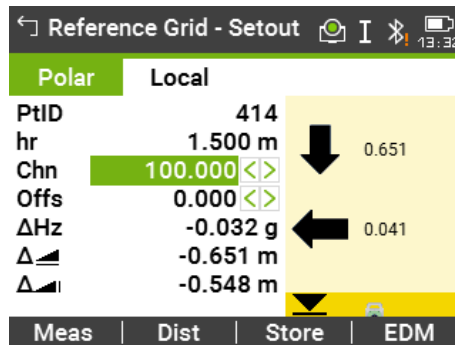 Reference Grid - Setout
13:32
Polar Local
PtID 414
hr 1.500 m
Chn 100.000
Offs 0.000
ΔHz -0.032 g
Δ -0.651 m
Δ -0.548 m
0.651
0.041
Meas | Dist | Store | EDM